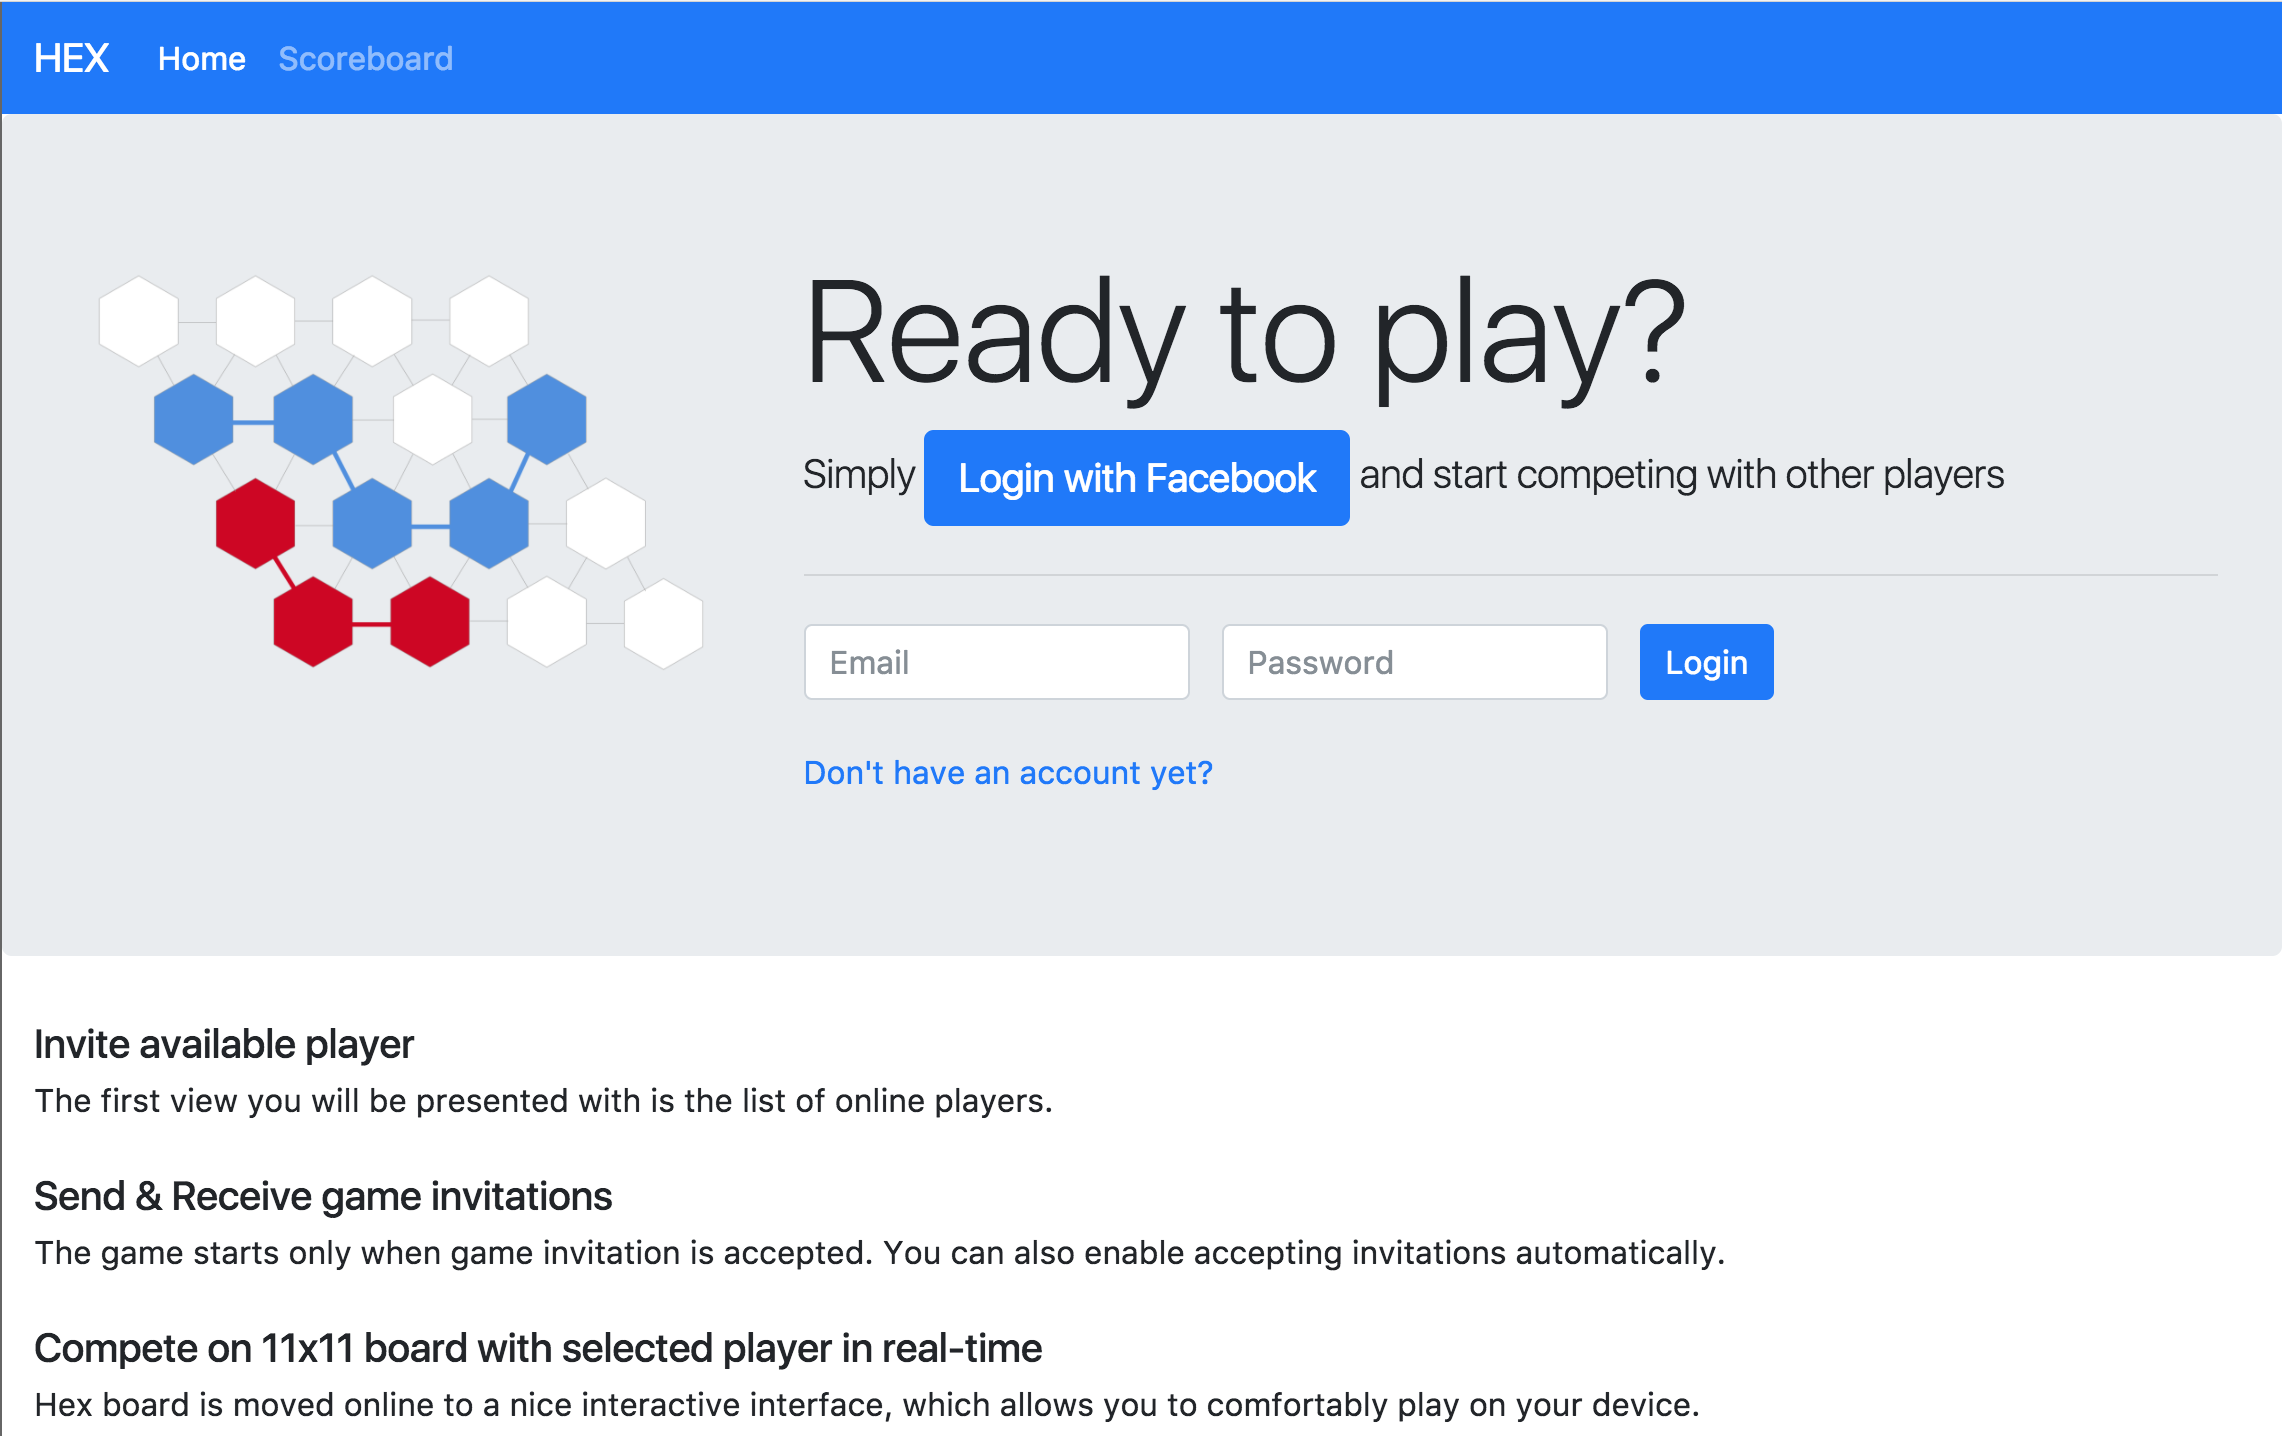 HEX Home Scoreboard
Ready to play?
Simply Login with Facebook and start competing with other players
Email Password Login
Don't have an account yet?
Invite available player
The first view you will be presented with is the list of online players.
Send & Receive game invitations
The game starts only when game invitation is accepted. You can also enable accepting invitations automatically.
Compete on 11x11 board with selected player in real-time
Hex board is moved online to a nice interactive interface, which allows you to comfortably play on your device.